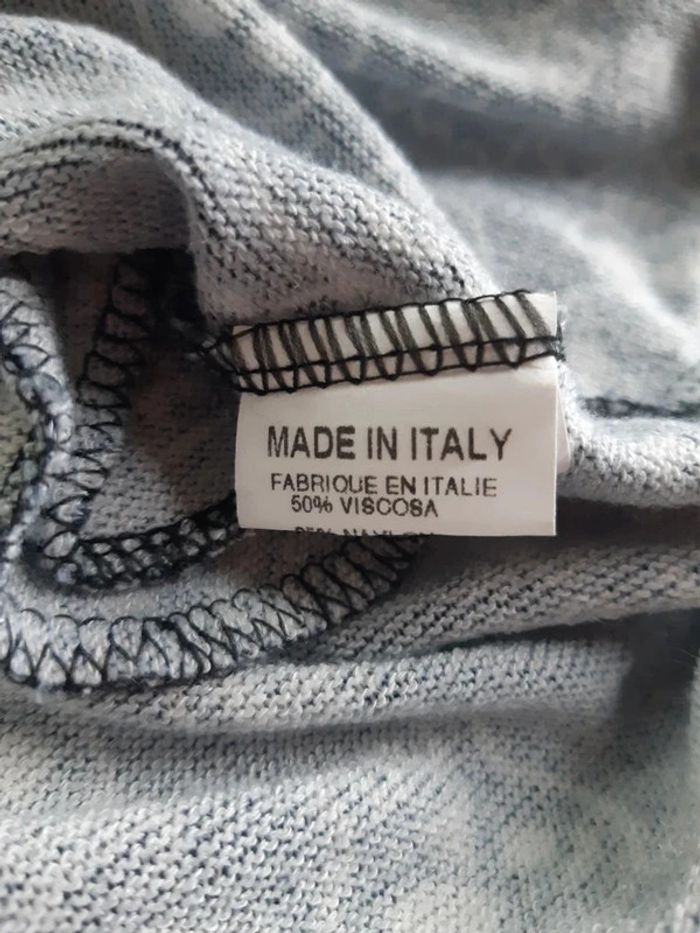 MADE IN ITALY
FABRIQUE EN ITALIE
50% VISCOSA